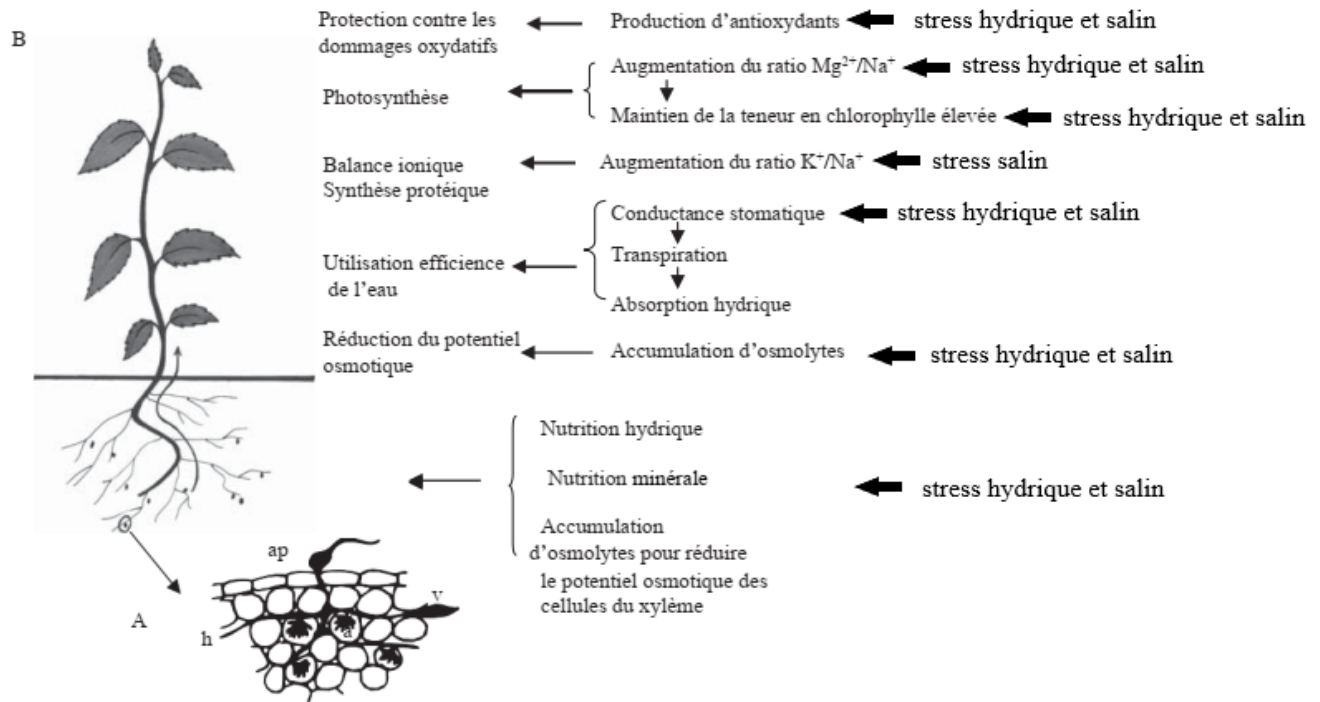 B
Protection contre les
dommages oxydatifs
Production d'antioxydants
stress hydrique et salin
Photosynthèse
Augmentation du ratio Mg²⁺/Na⁺
stress hydrique et salin
Maintien de la teneur en chlorophylle élevée
stress hydrique et salin
Balance ionique
Synthèse protéique
Augmentation du ratio K⁺/Na⁺
stress salin
Utilisation efficience
de l'eau
Conductance stomatique
stress hydrique et salin
Transpiration
Absorption hydrique
Réduction du potentiel
osmotique
Accumulation d'osmolytes
stress hydrique et salin
Nutrition hydrique
Nutrition minérale
Accumulation
d'osmolytes pour réduire
le potentiel osmotique des
cellules du xylème
stress hydrique et salin
A
ap
v
a
h